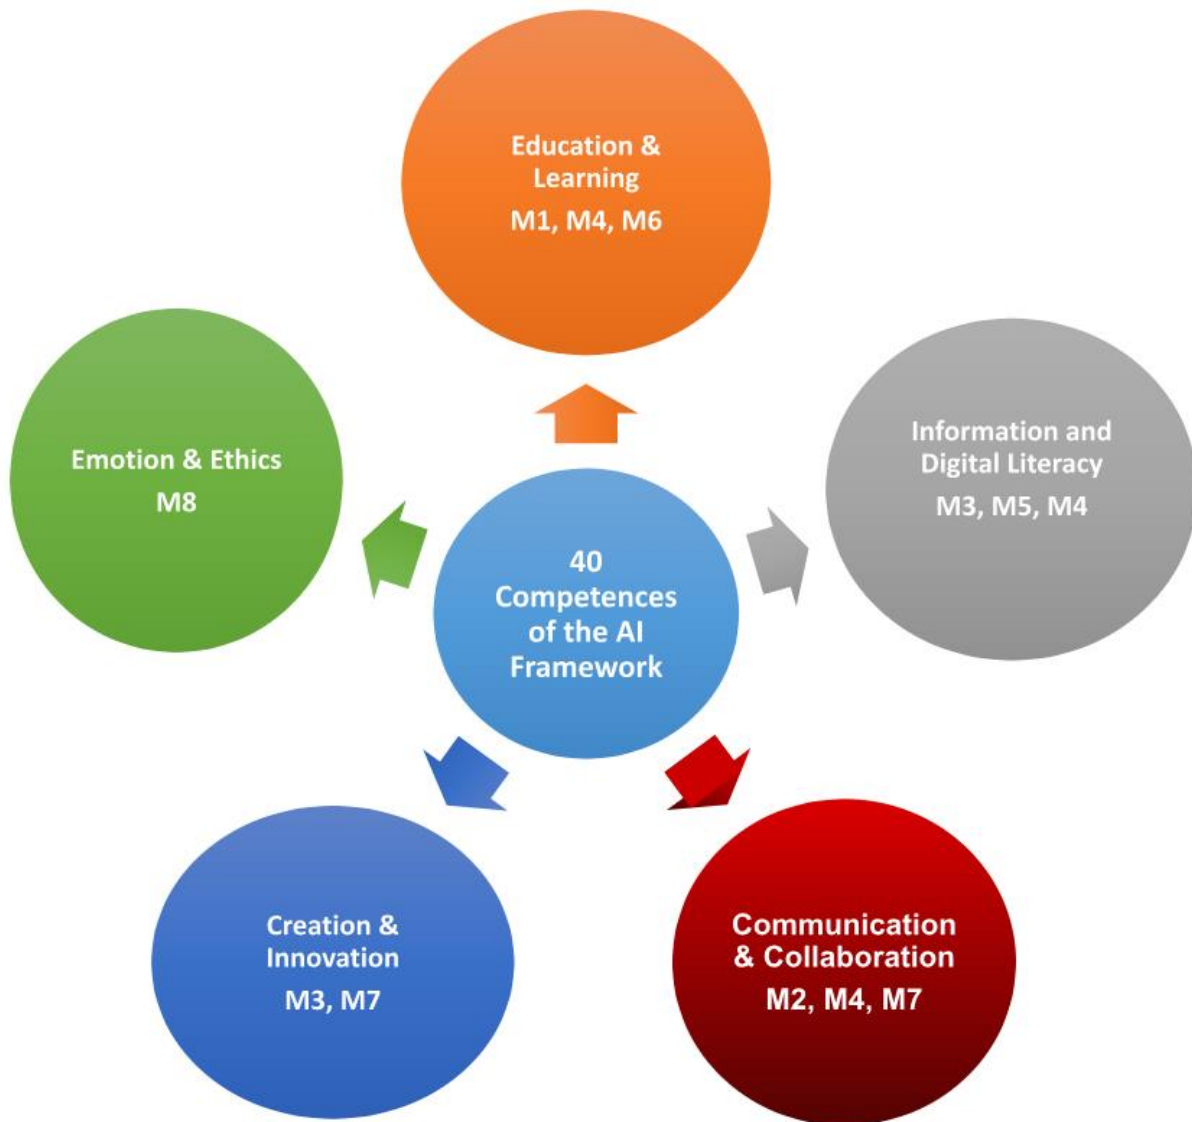 Education &
Learning
M1, M4, M6
Information and
Digital Literacy
M3, M5, M4
Emotion & Ethics
M8
40
Competences
of the AI
Framework
Creation &
Innovation
M3, M7
Communication
& Collaboration
M2, M4, M7